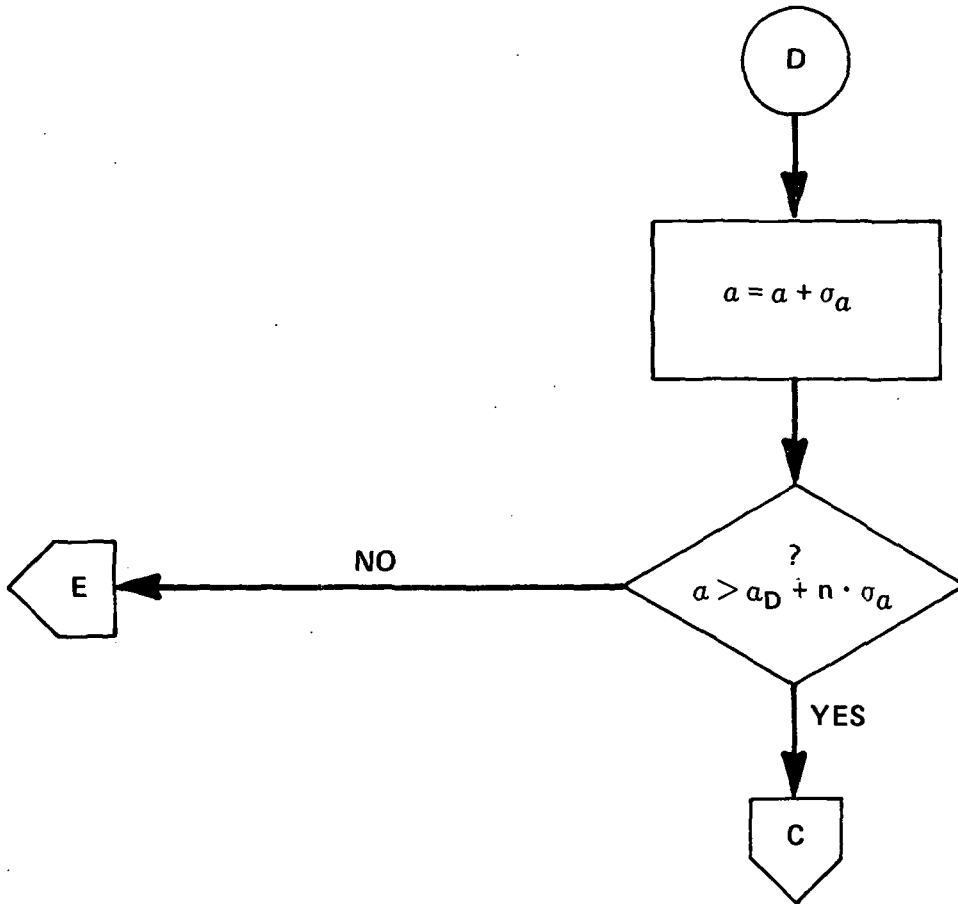 D
a = a + σa
?
a > aD + n · σa
NO
E
YES
C